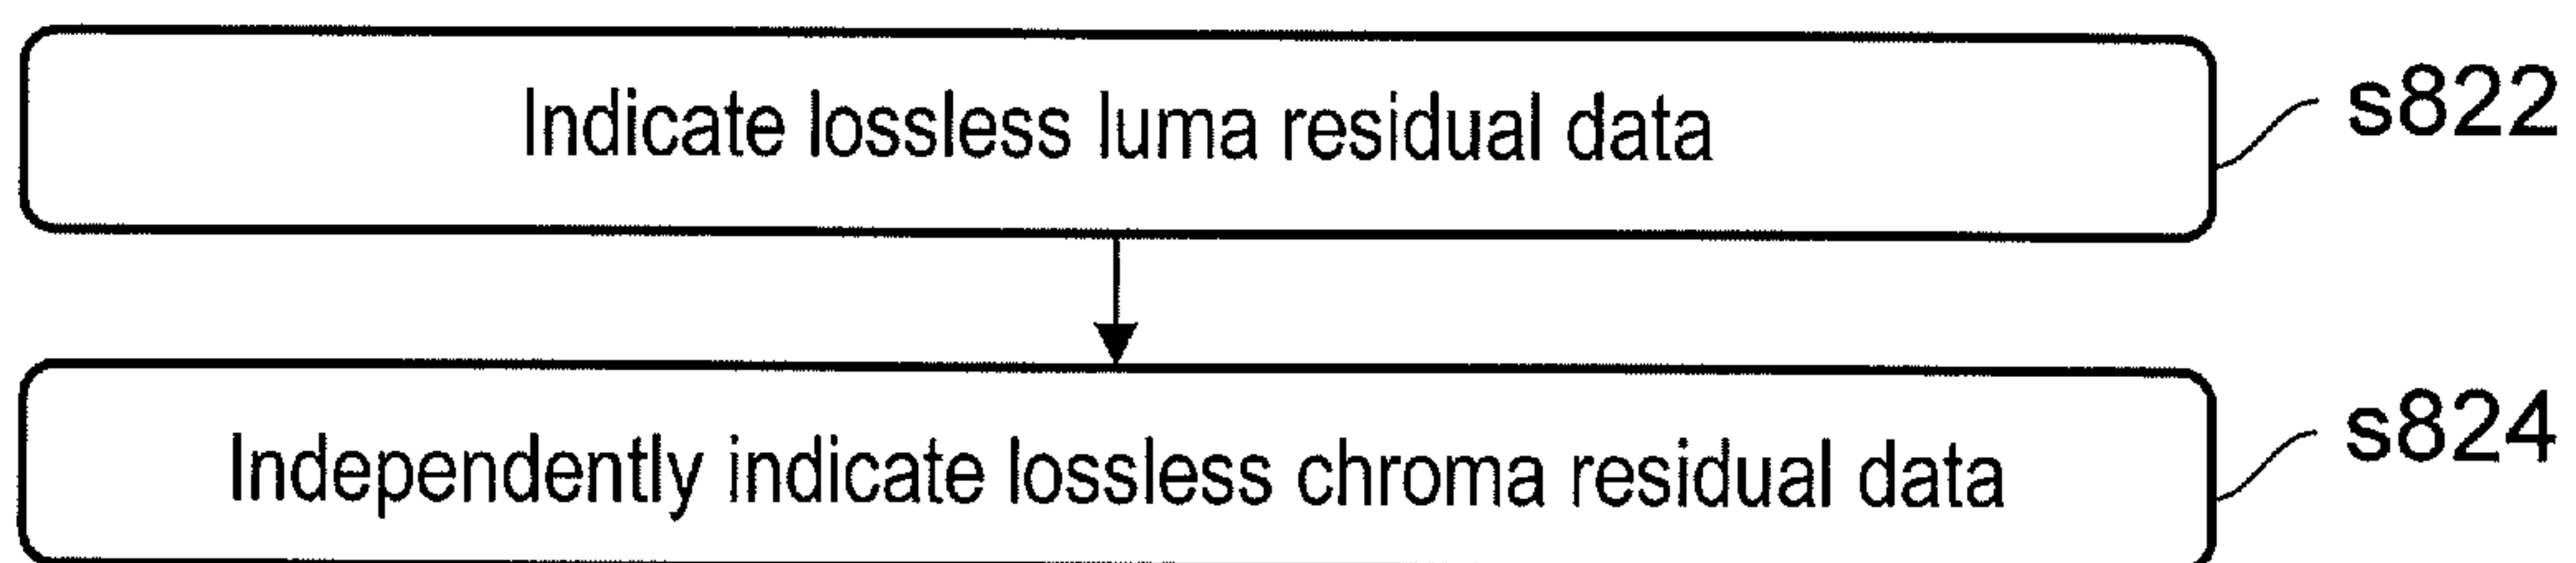 Indicate lossless luma residual data
s822
Independently indicate lossless chroma residual data
s824